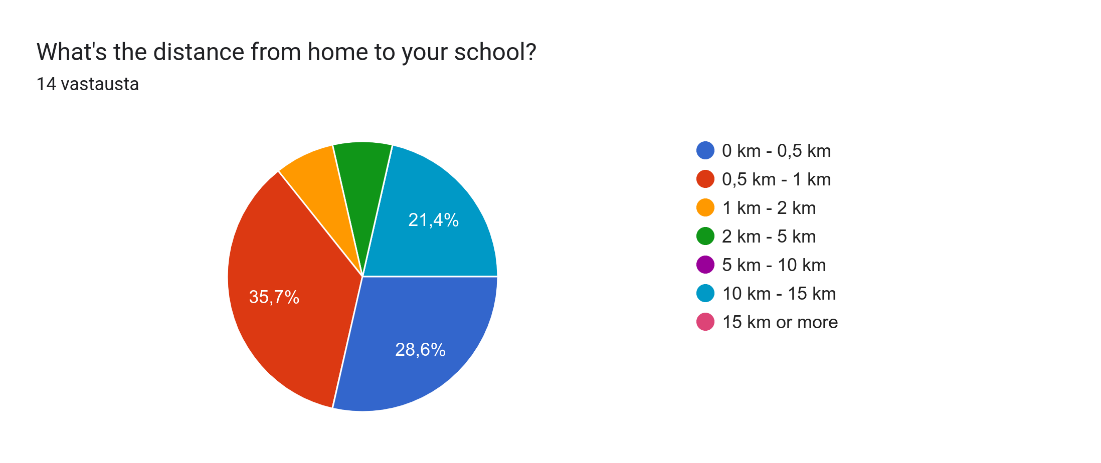 What's the distance from home to your school?
14 vastausta
21,4%
35,7%
28,6%
0 km - 0,5 km
0,5 km - 1 km
1 km - 2 km
2 km - 5 km
5 km - 10 km
10 km - 15 km
15 km or more